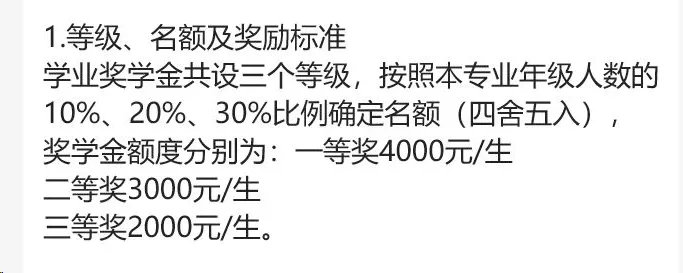 1.等级、名额及奖励标准
学业奖学金共设三个等级，按照本专业年级人数的
10%、20%、30%比例确定名额（四舍五入），
奖学金额度分别为：一等奖4000元/生
二等奖3000元/生
三等奖2000元/生。